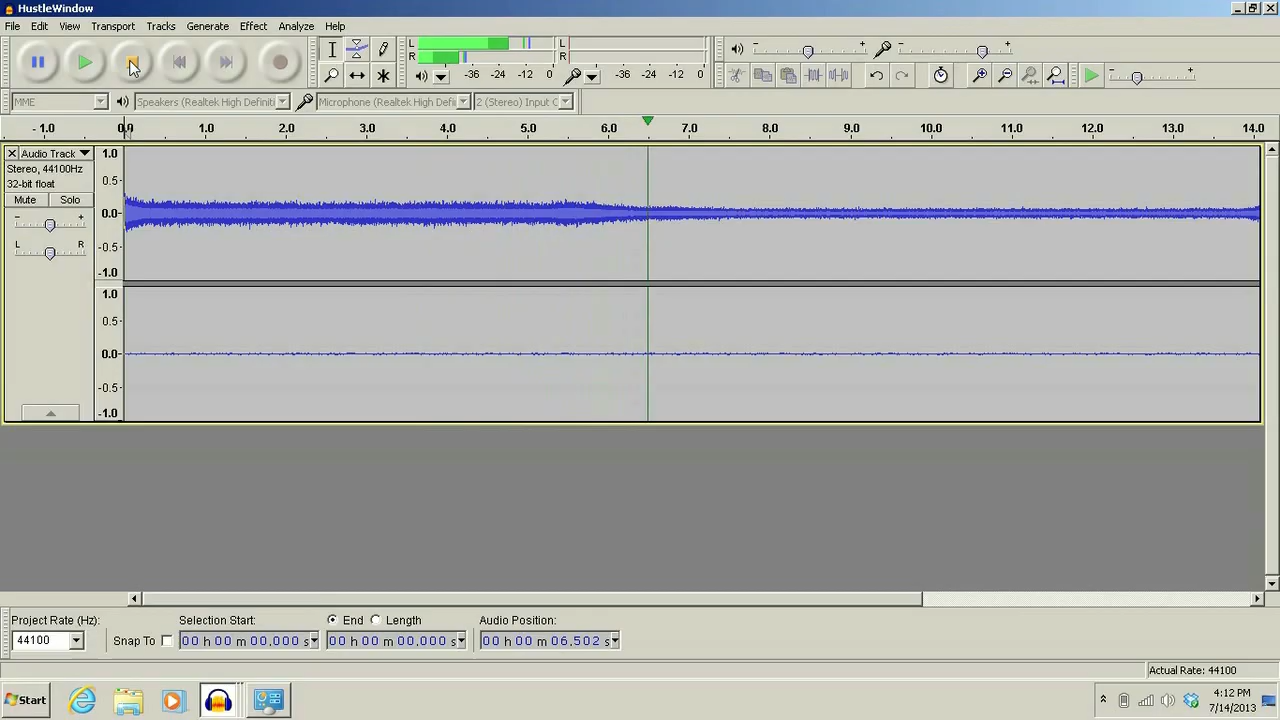 HustleWindow
File Edit View Transport Tracks Generate Effect Analyze Help
L L
R R
-36 -24 -12 0 -36 -24 -12 0
MME Speakers (Realtek High Definiti Microphone (Realtek High Defi 2 (Stereo) Input C
- 1.0 0.0 1.0 2.0 3.0 4.0 5.0 6.0 7.0 8.0 9.0 10.0 11.0 12.0 13.0 14.0
Audio Track
Stereo, 44100Hz
32-bit float
Mute Solo
- +
L R
1.0
0.5-
0.0-
-0.5-
-1.0
1.0
0.5-
0.0-
-0.5-
-1.0
Project Rate (Hz): Selection Start: End Length Audio Position:
44100 Snap To 00 h 00 m 00.000 s 00 h 00 m 00.000 s 00 h 00 m 06.502 s
Actual Rate: 44100
Start
4:12 PM
7/14/2013